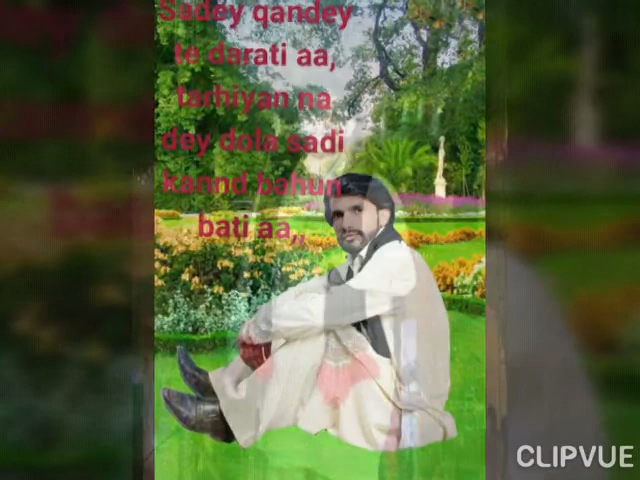 Sadey qandey
te darati aa,
tarhiyan na
dey dola sadi
kannd bahun
bati aa,,
CLIPVUE